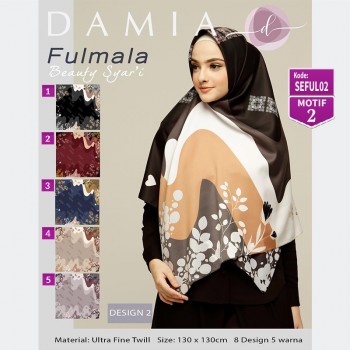 DAMIA
d
Fulmala
Beauty Syar'i
Kode:
SEFUL02
MOTIF
2
1
2
3
4
5
DESIGN 2
Material: Ultra Fine Twill Size: 130 x 130cm 8 Design 5 warna